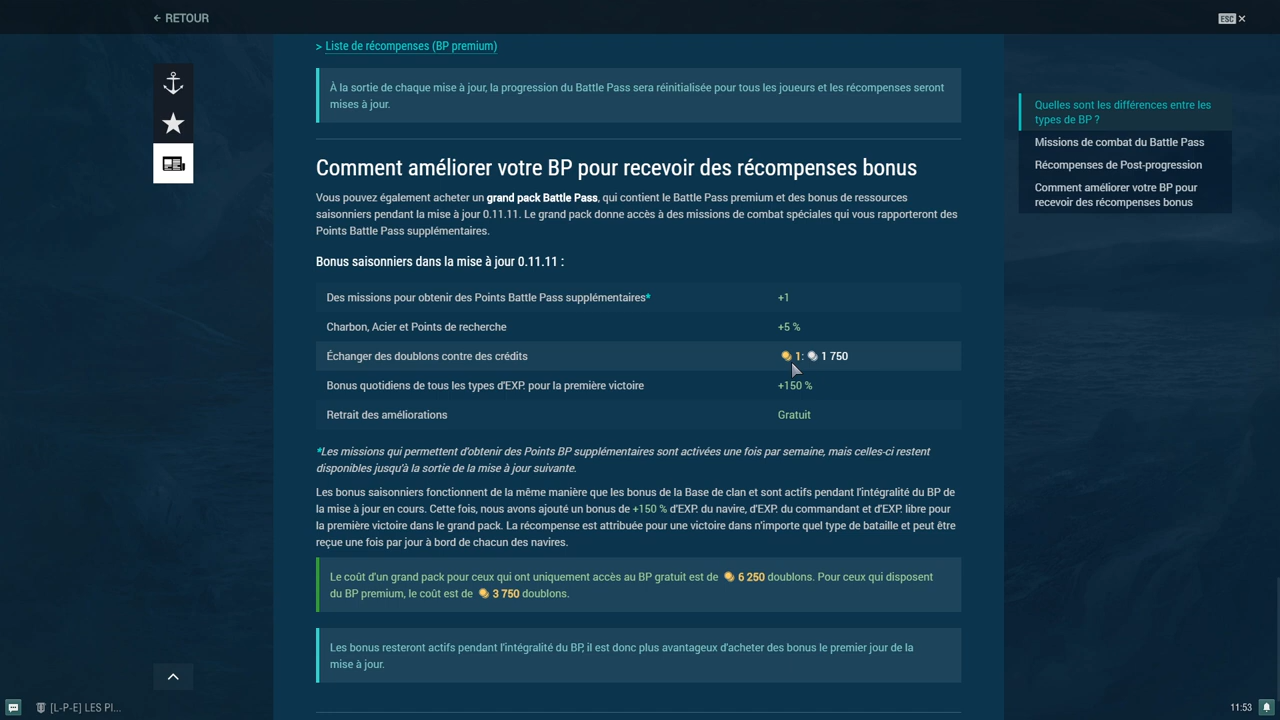 ← RETOUR
ESC ×
> Liste de récompenses (BP premium)
À la sortie de chaque mise à jour, la progression du Battle Pass sera réinitialisée pour tous les joueurs et les récompenses seront
mises à jour.
Quelles sont les différences entre les
types de BP ?
Missions de combat du Battle Pass
Récompenses de Post-progression
Comment améliorer votre BP pour
recevoir des récompenses bonus
Comment améliorer votre BP pour recevoir des récompenses bonus
Vous pouvez également acheter un grand pack Battle Pass, qui contient le Battle Pass premium et des bonus de ressources
saisonniers pendant la mise à jour 0.11.11. Le grand pack donne accès à des missions de combat spéciales qui vous rapporteront des
Points Battle Pass supplémentaires.
Bonus saisonniers dans la mise à jour 0.11.11 :
Des missions pour obtenir des Points Battle Pass supplémentaires* +1
Charbon, Acier et Points de recherche +5 %
Échanger des doublons contre des crédits 1: 1 750
Bonus quotidiens de tous les types d'EXP. pour la première victoire +150 %
Retrait des améliorations Gratuit
*Les missions qui permettent d'obtenir des Points BP supplémentaires sont activées une fois par semaine, mais celles-ci restent
disponibles jusqu'à la sortie de la mise à jour suivante.
Les bonus saisonniers fonctionnent de la même manière que les bonus de la Base de clan et sont actifs pendant l'intégralité du BP de
la mise à jour en cours. Cette fois, nous avons ajouté un bonus de +150 % d'EXP. du navire, d'EXP. du commandant et d'EXP. libre pour
la première victoire dans le grand pack. La récompense est attribuée pour une victoire dans n'importe quel type de bataille et peut être
reçue une fois par jour à bord de chacun des navires.
Le coût d'un grand pack pour ceux qui ont uniquement accès au BP gratuit est de 6 250 doublons. Pour ceux qui disposent
du BP premium, le coût est de 3 750 doublons.
Les bonus resteront actifs pendant l'intégralité du BP, il est donc plus avantageux d'acheter des bonus le premier jour de la
mise à jour.
[L-P-E] LES PI...
11:53